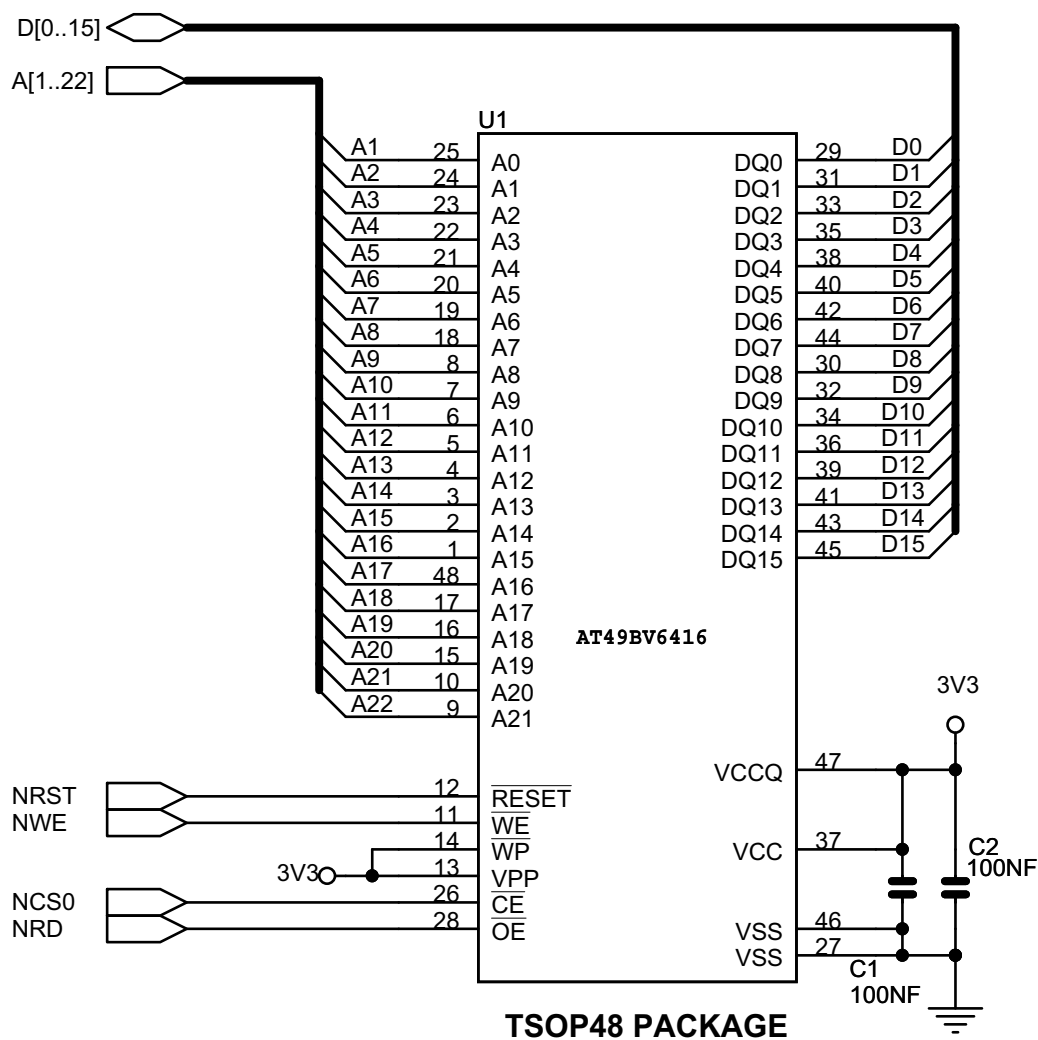 D[0..15]
A[1..22]
U1
A1 25 A0 DQ0 29 D0
A2 24 A1 DQ1 31 D1
A3 23 A2 DQ2 33 D2
A4 22 A3 DQ3 35 D3
A5 21 A4 DQ4 38 D4
A6 20 A5 DQ5 40 D5
A7 19 A6 DQ6 42 D6
A8 18 A7 DQ7 44 D7
A9 8 A8 DQ8 30 D8
A10 7 A9 DQ9 32 D9
A11 6 A10 DQ10 34 D10
A12 5 A11 DQ11 36 D11
A13 4 A12 DQ12 39 D12
A14 3 A13 DQ13 41 D13
A15 2 A14 DQ14 43 D14
A16 1 A15 DQ15 45 D15
A17 48 A16
A18 17 A17
A19 16 A18 AT49BV6416
A20 15 A19
A21 10 A20
A22 9 A21
3V3
VCCQ 47
NRST 12 RESET
NWE 11 WE
14 WP VCC 37 C2
100NF
3V3 13 VPP
NCS0 26 CE
NRD 28 OE VSS 46
VSS 27
C1
100NF
TSOP48 PACKAGE